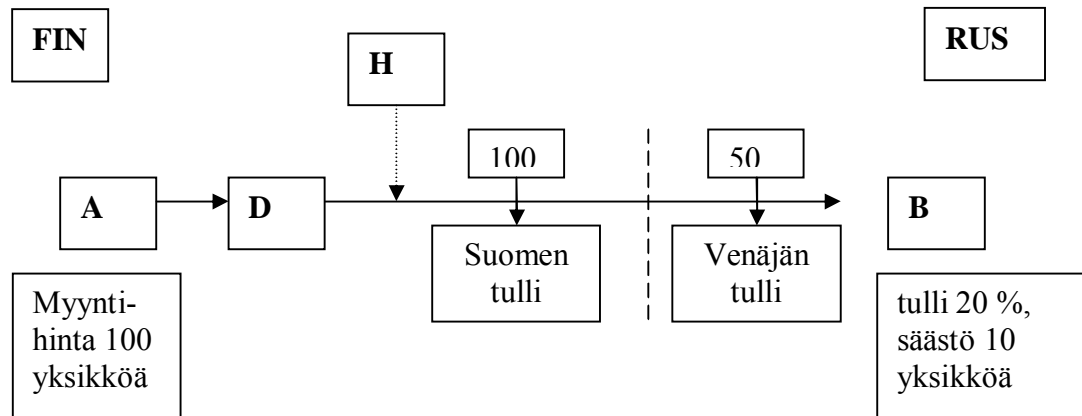 FIN
RUS
H
100
50
A
D
B
Suomen
tulli
Venäjän
tulli
Myynti-
hinta 100
yksikköä
tulli 20 %,
säästö 10
yksikköä